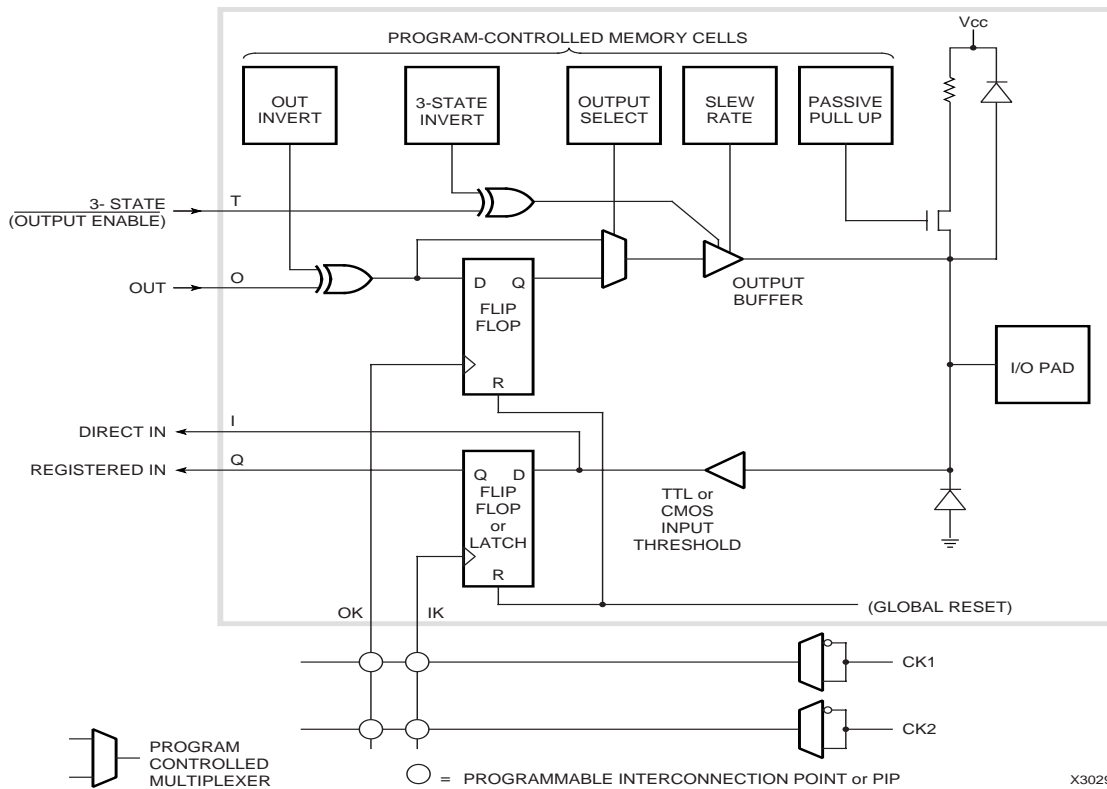 Vcc
PROGRAM-CONTROLLED MEMORY CELLS
OUT
INVERT
3-STATE
INVERT
OUTPUT
SELECT
SLEW
RATE
PASSIVE
PULL UP
3- STATE
(OUTPUT ENABLE)
T
OUT
O
D Q
FLIP
FLOP
R
OUTPUT
BUFFER
I/O PAD
DIRECT IN
I
REGISTERED IN
Q
Q D
FLIP
FLOP
or
LATCH
R
TTL or
CMOS
INPUT
THRESHOLD
OK
IK
(GLOBAL RESET)
CK1
CK2
PROGRAM
CONTROLLED
MULTIPLEXER
= PROGRAMMABLE INTERCONNECTION POINT or PIP
X3029